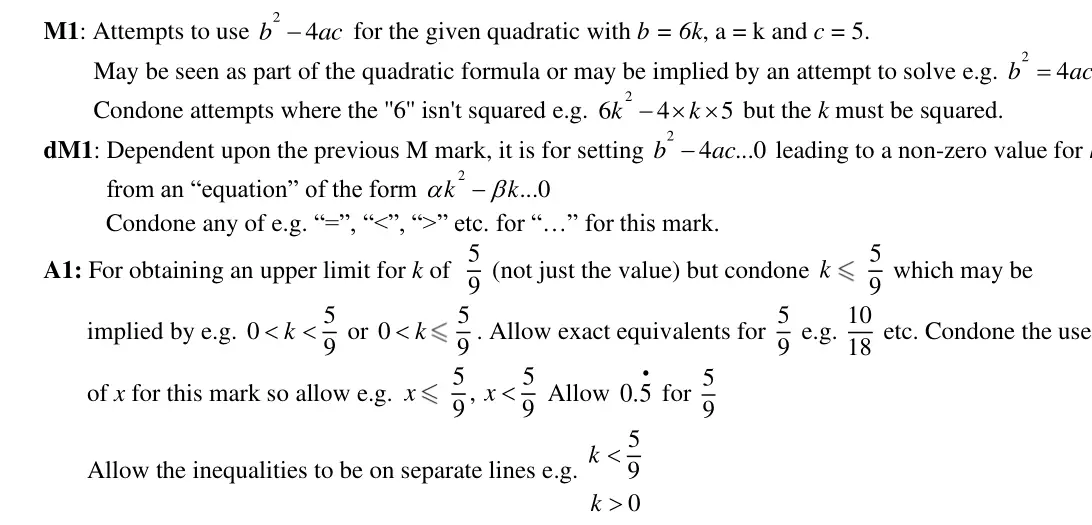 M1: Attempts to use b² – 4ac for the given quadratic with b = 6k, a = k and c = 5.
May be seen as part of the quadratic formula or may be implied by an attempt to solve e.g. b² = 4ac
Condone attempts where the "6" isn't squared e.g. 6k² – 4 × k × 5 but the k must be squared.
dM1: Dependent upon the previous M mark, it is for setting b² – 4ac...0 leading to a non-zero value for
from an “equation” of the form αk² – βk...0
Condone any of e.g. “=”, “<”, “>” etc. for “…” for this mark.
A1: For obtaining an upper limit for k of 5/9 (not just the value) but condone k ⩽ 5/9 which may be
implied by e.g. 0 < k < 5/9 or 0 < k ⩽ 5/9. Allow exact equivalents for 5/9 e.g. 10/18 etc. Condone the use
of x for this mark so allow e.g. x ⩽ 5/9, x < 5/9 Allow 0.5̇ for 5/9
Allow the inequalities to be on separate lines e.g. k < 5/9
k > 0